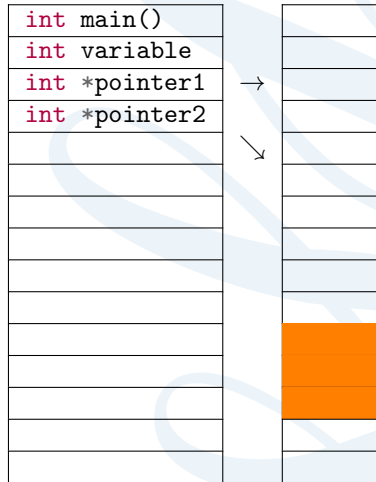 int main()
int variable
int *pointer1 →
int *pointer2
↘